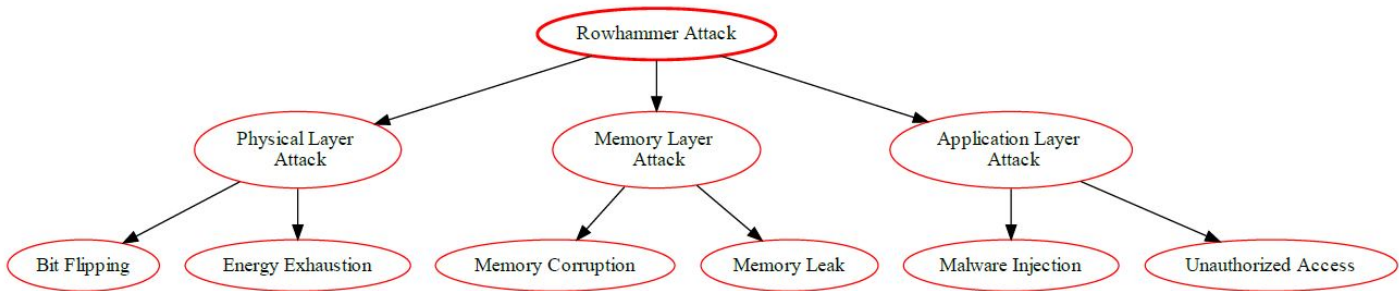 Rowhammer Attack
Physical Layer
Attack
Memory Layer
Attack
Application Layer
Attack
Bit Flipping
Energy Exhaustion
Memory Corruption
Memory Leak
Malware Injection
Unauthorized Access